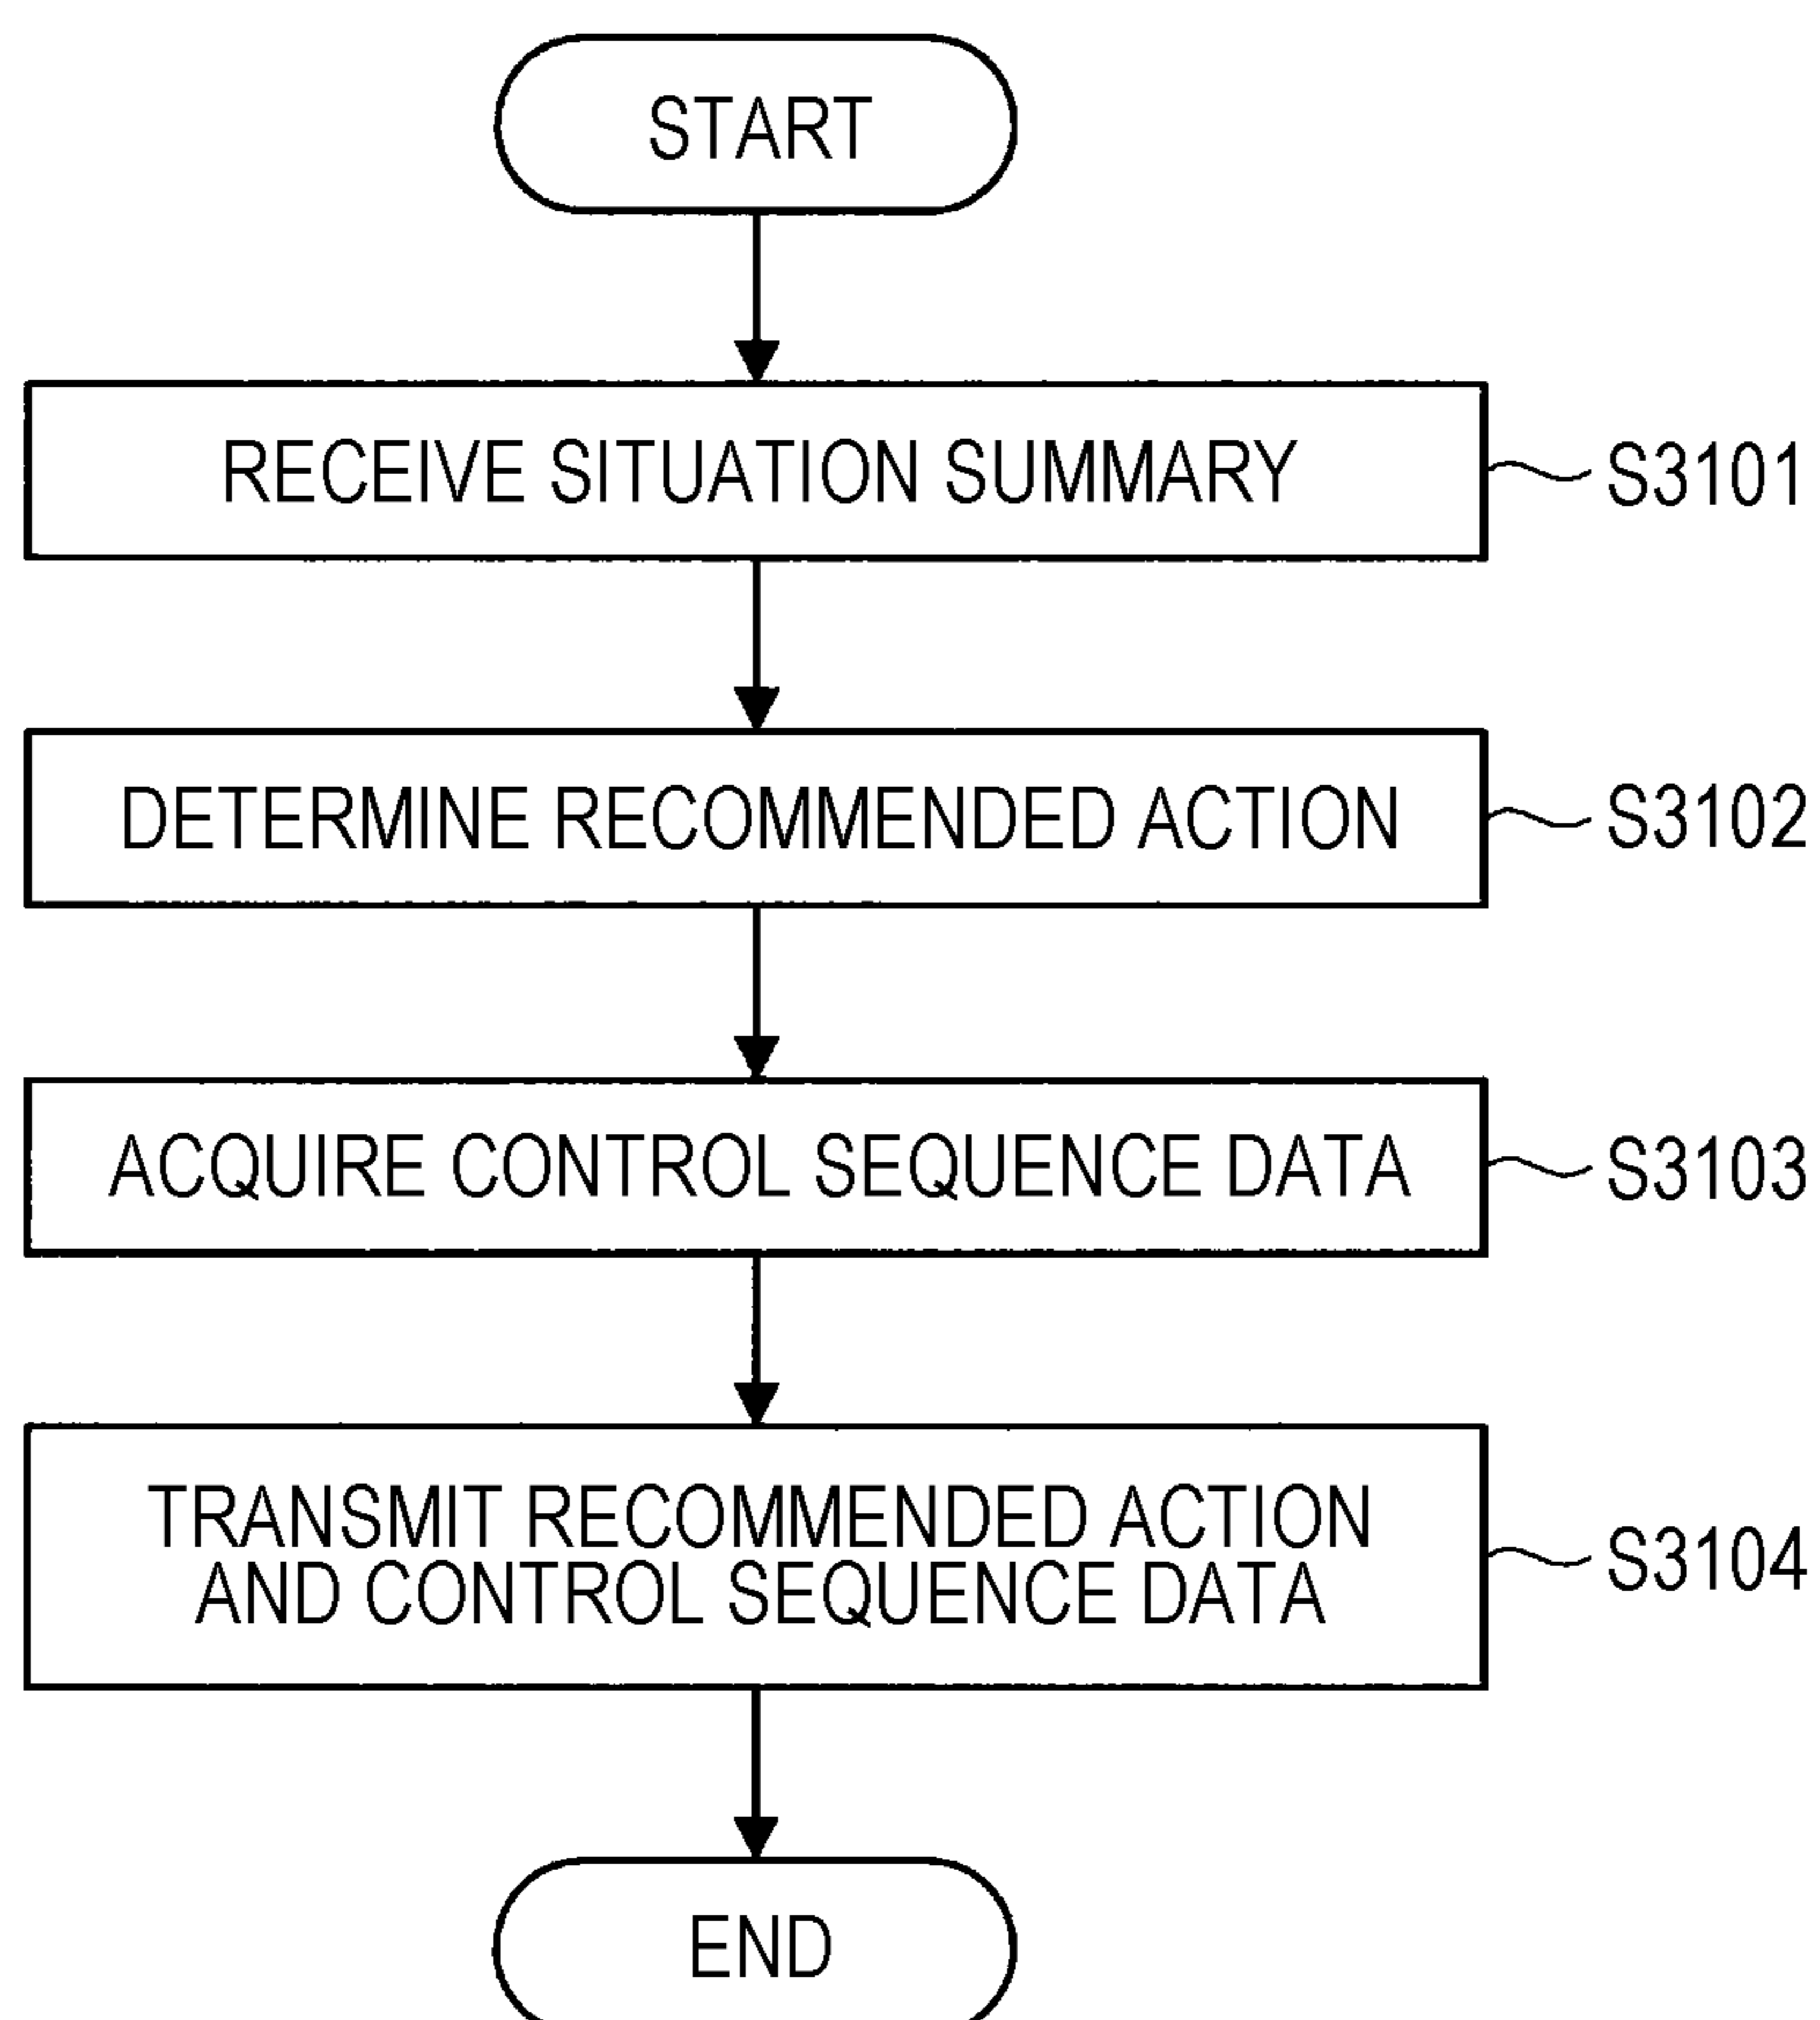 START
RECEIVE SITUATION SUMMARY
S3101
DETERMINE RECOMMENDED ACTION
S3102
ACQUIRE CONTROL SEQUENCE DATA
S3103
TRANSMIT RECOMMENDED ACTION
AND CONTROL SEQUENCE DATA
S3104
END